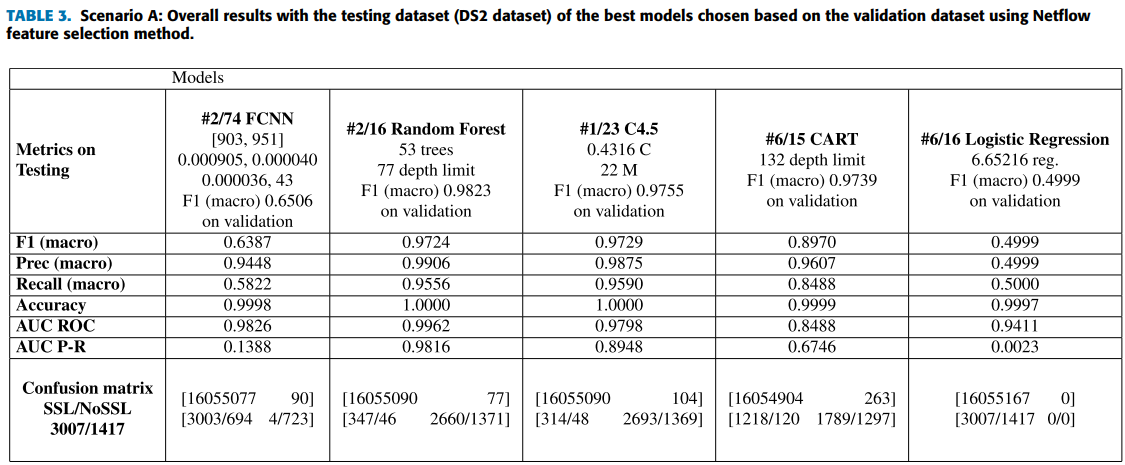 TABLE 3. Scenario A: Overall results with the testing dataset (DS2 dataset) of the best models chosen based on the validation dataset using Netflow
feature selection method.
Models
Metrics on
Testing
#2/74 FCNN
[903, 951]
0.000905, 0.000040
0.000036, 43
F1 (macro) 0.6506
on validation
#2/16 Random Forest
53 trees
77 depth limit
F1 (macro) 0.9823
on validation
#1/23 C4.5
0.4316 C
22 M
F1 (macro) 0.9755
on validation
#6/15 CART
132 depth limit
F1 (macro) 0.9739
on validation
#6/16 Logistic Regression
6.65216 reg.
F1 (macro) 0.4999
on validation
F1 (macro) 0.6387 0.9724 0.9729 0.8970 0.4999
Prec (macro) 0.9448 0.9906 0.9875 0.9607 0.4999
Recall (macro) 0.5822 0.9556 0.9590 0.8488 0.5000
Accuracy 0.9998 1.0000 1.0000 0.9999 0.9997
AUC ROC 0.9826 0.9962 0.9798 0.8488 0.9411
AUC P-R 0.1388 0.9816 0.8948 0.6746 0.0023
Confusion matrix
SSL/NoSSL
3007/1417
[16055077 90]
[3003/694 4/723]
[16055090 77]
[347/46 2660/1371]
[16055090 104]
[314/48 2693/1369]
[16054904 263]
[1218/120 1789/1297]
[16055167 0]
[3007/1417 0/0]